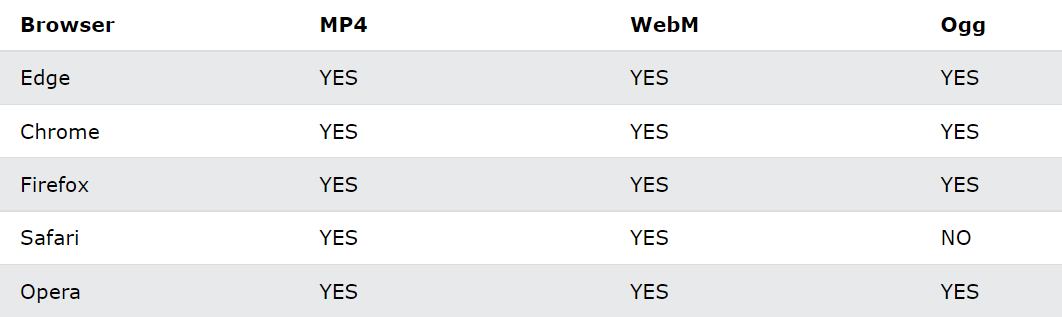 Browser MP4 WebM Ogg
Edge YES YES YES
Chrome YES YES YES
Firefox YES YES YES
Safari YES YES NO
Opera YES YES YES